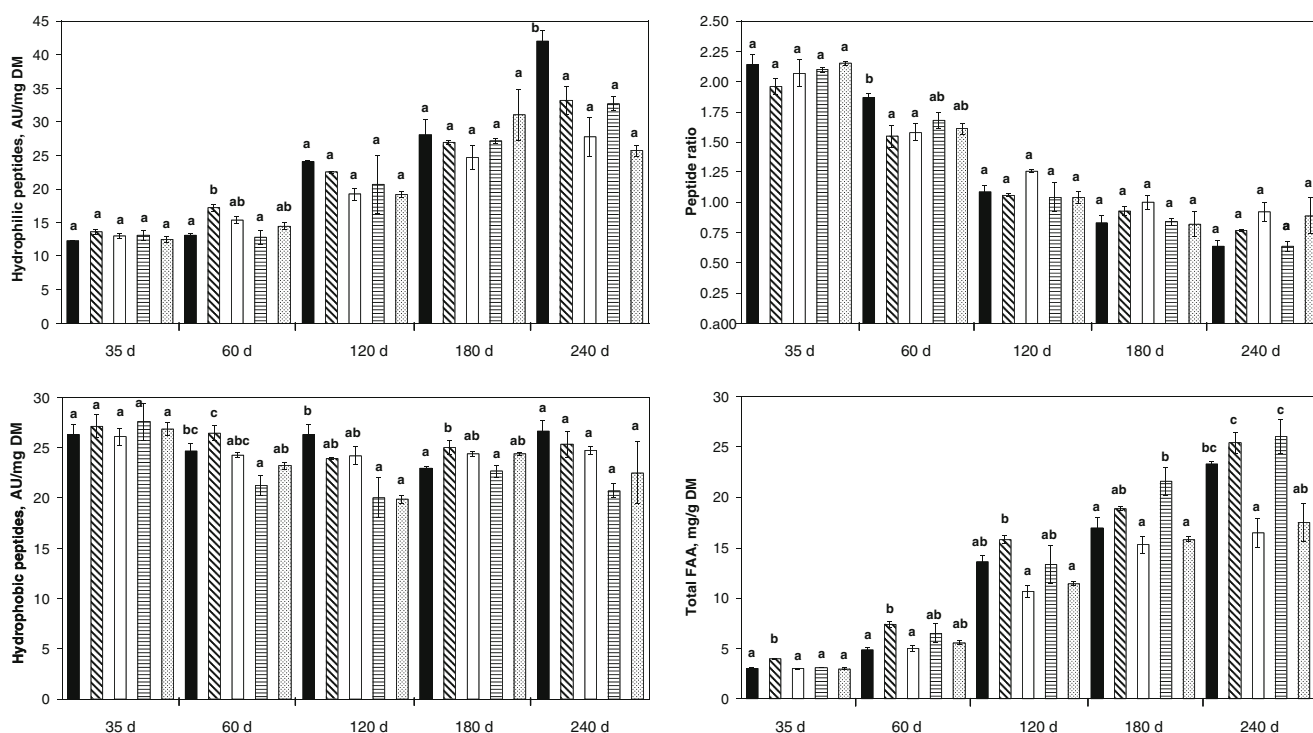 Hydrophilic peptides, AU/mg DM
45
40
35
30
25
20
15
10
5
0
a a a a a
a b ab a ab
a a a a a
a a a a a
b a a a a
35 d 60 d 120 d 180 d 240 d
Peptide ratio
2.50
2.25
2.00
1.75
1.50
1.25
1.00
0.75
0.50
0.25
0.a00
a a a a a
b a a ab ab
a a a a a
a a a a a
a a a a a
35 d 60 d 120 d 180 d 240 d
Hydrophobic peptides, AU/mg DM
30
25
20
15
10
5
0
a a a a a
bc c abc a ab
b ab ab a a
a b ab a ab
a a a a a
35 d 60 d 120 d 180 d 240 d
Total FAA, mg/g DM
30
25
20
15
10
5
0
a b a a a
a b a ab ab
ab b a ab a
a ab a b a
bc c a c ab
35 d 60 d 120 d 180 d 240 d